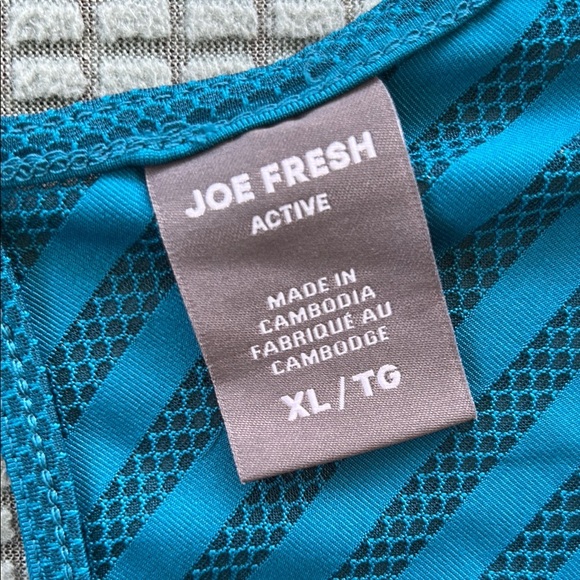 JOE FRESH
ACTIVE
MADE IN
CAMBODIA
FABRIQUÉ AU
CAMBODGE
XL / TG